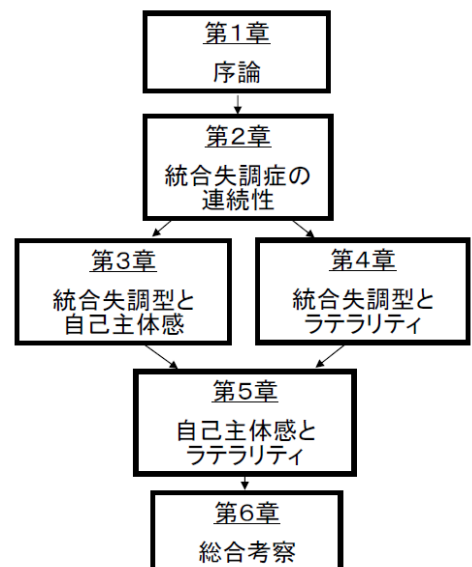 第1章
序論
第2章
統合失調症の
連続性
第3章
統合失調型と
自己主体感
第4章
統合失調型と
ラテラリティ
第5章
自己主体感と
ラテラリティ
第6章
総合考察